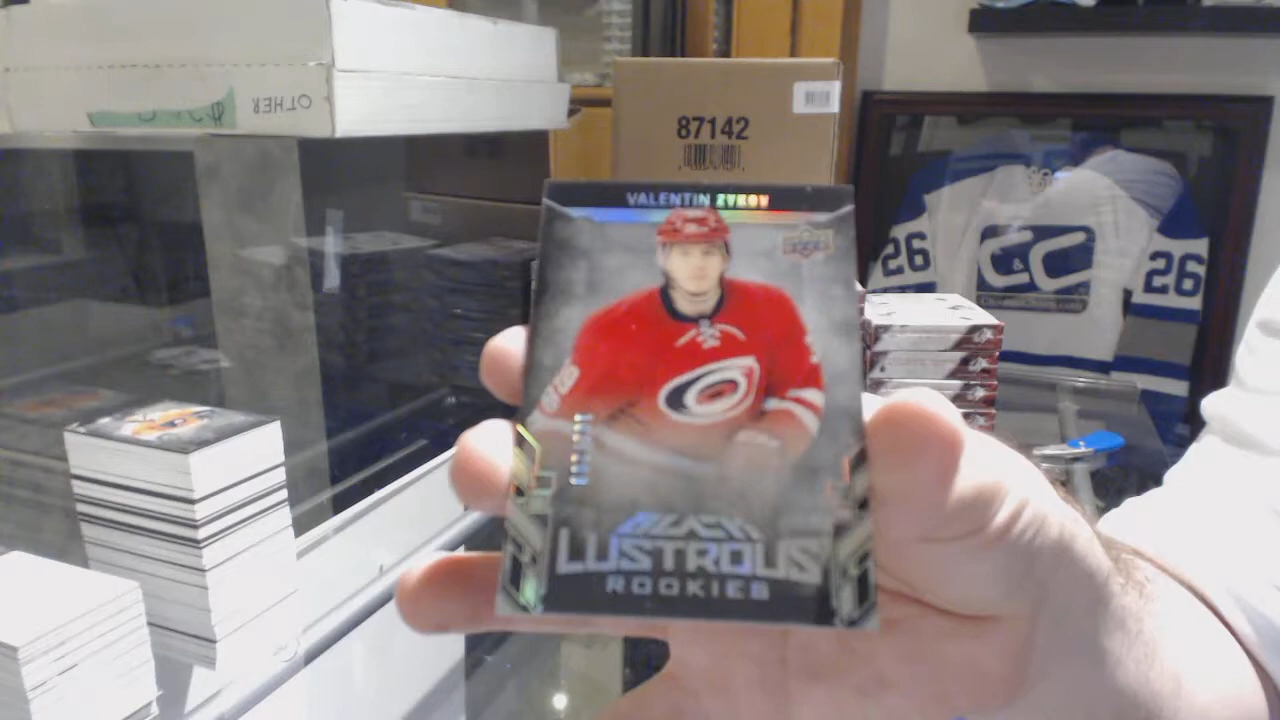 OTHER
87142
VALENTIN ZYKOV
26
C & C
26
BLACK
LUSTROUS
ROOKIES